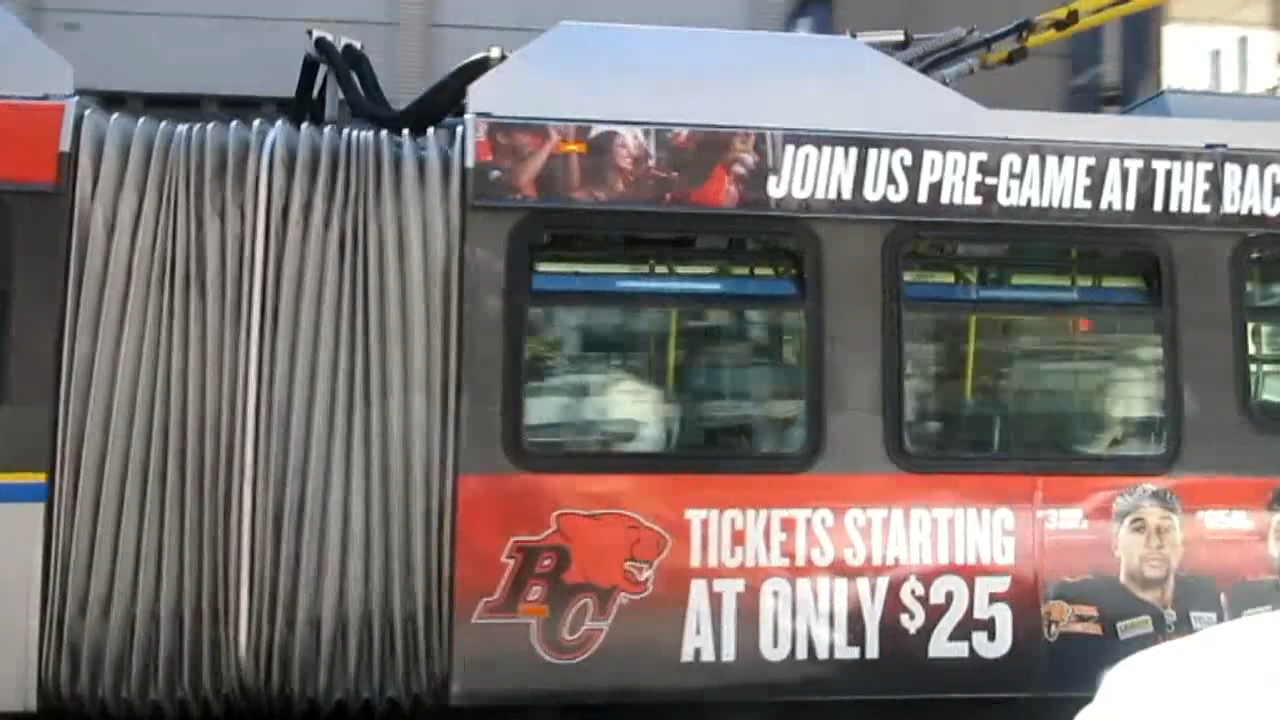 JOIN US PRE-GAME AT THE BAC
BC
TICKETS STARTING
AT ONLY $25